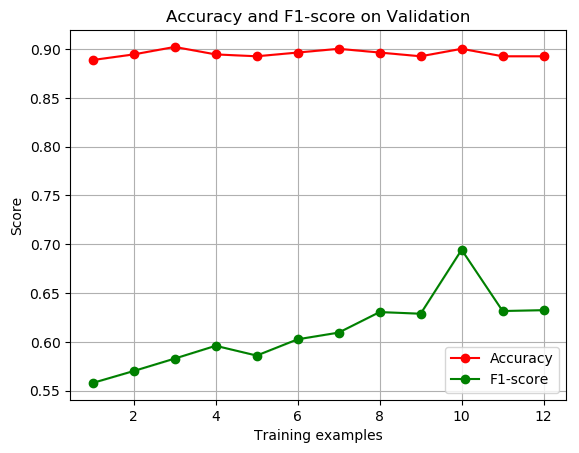 Accuracy and F1-score on Validation
0.90
0.85
0.80
0.75
0.70
0.65
0.60
0.55
Score
2 4 6 8 10 12
Training examples
Accuracy
F1-score